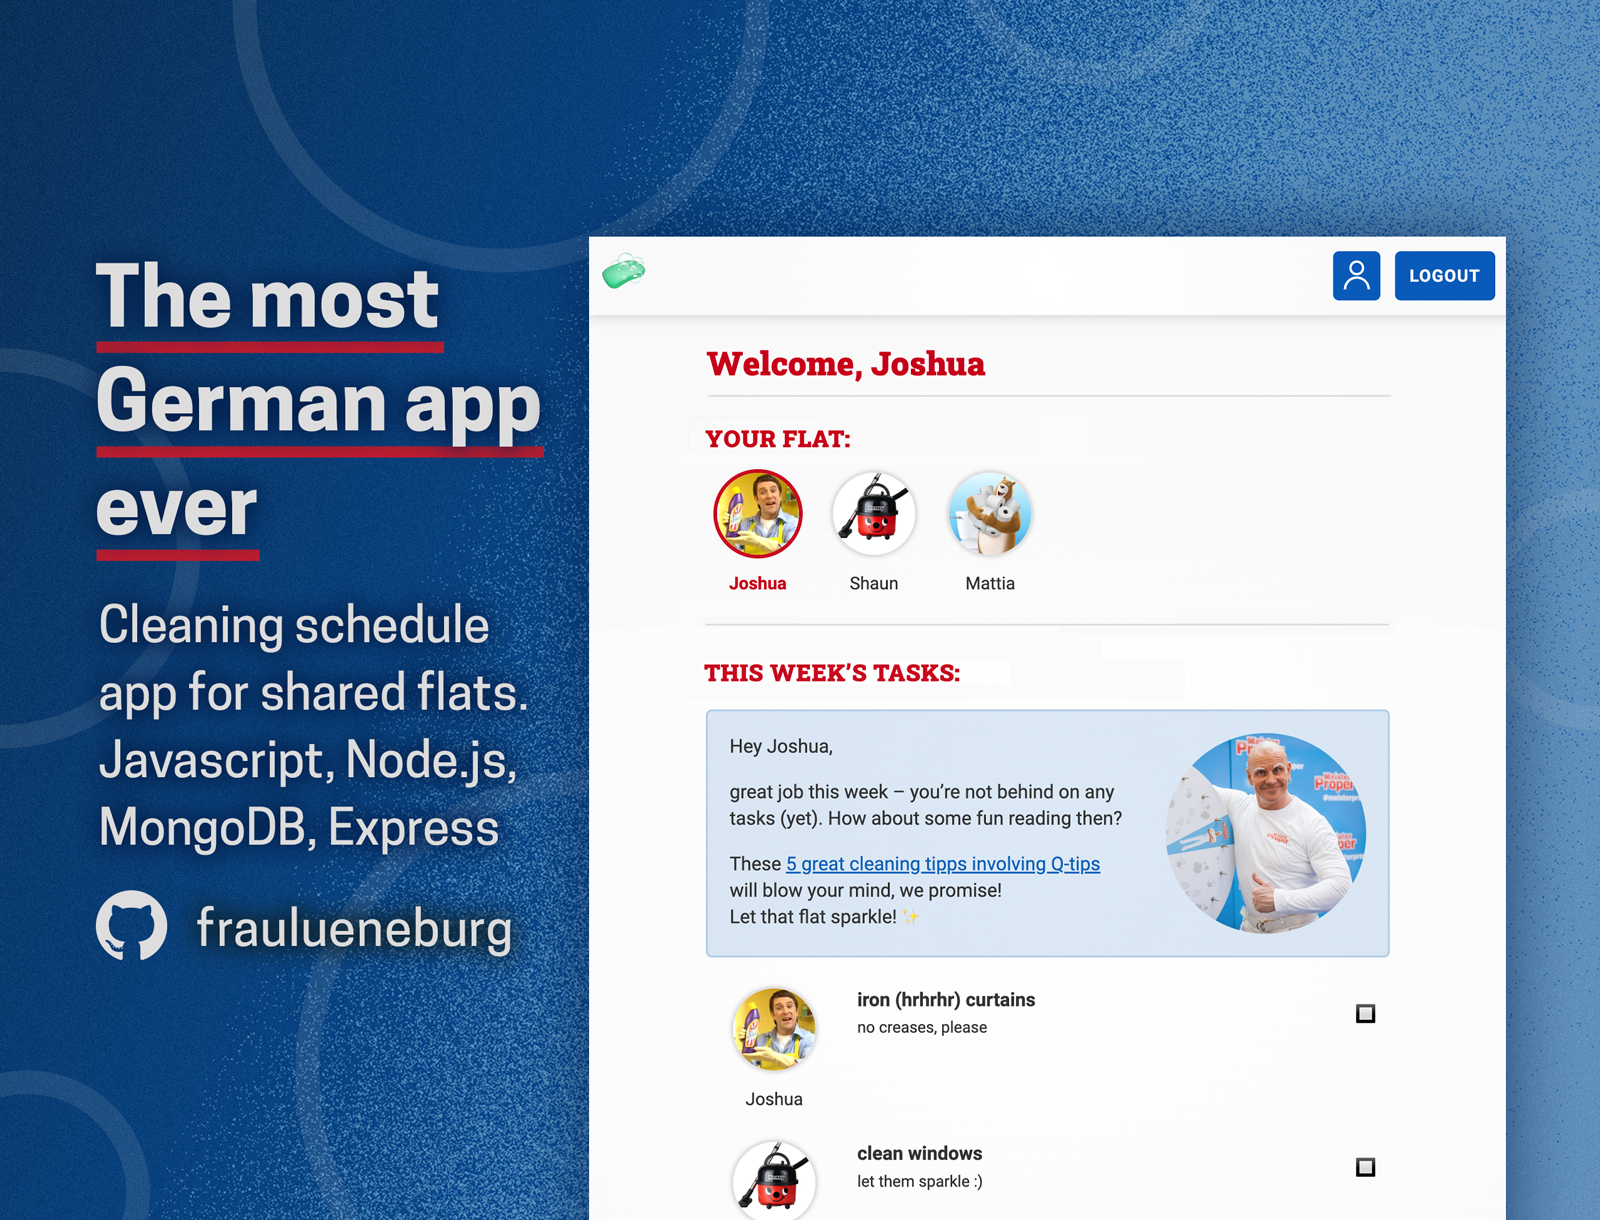 The most
German app
ever
Cleaning schedule
app for shared flats.
Javascript, Node.js,
MongoDB, Express
fraulueneburg
LOGOUT
Welcome, Joshua
YOUR FLAT:
Joshua
Shaun
Mattia
THIS WEEK’S TASKS:
Hey Joshua,
great job this week – you’re not behind on any
tasks (yet). How about some fun reading then?
These 5 great cleaning tipps involving Q-tips
will blow your mind, we promise!
Let that flat sparkle! ✨
Proper
iron (hrhrhr) curtains
no creases, please
Joshua
clean windows
let them sparkle :)